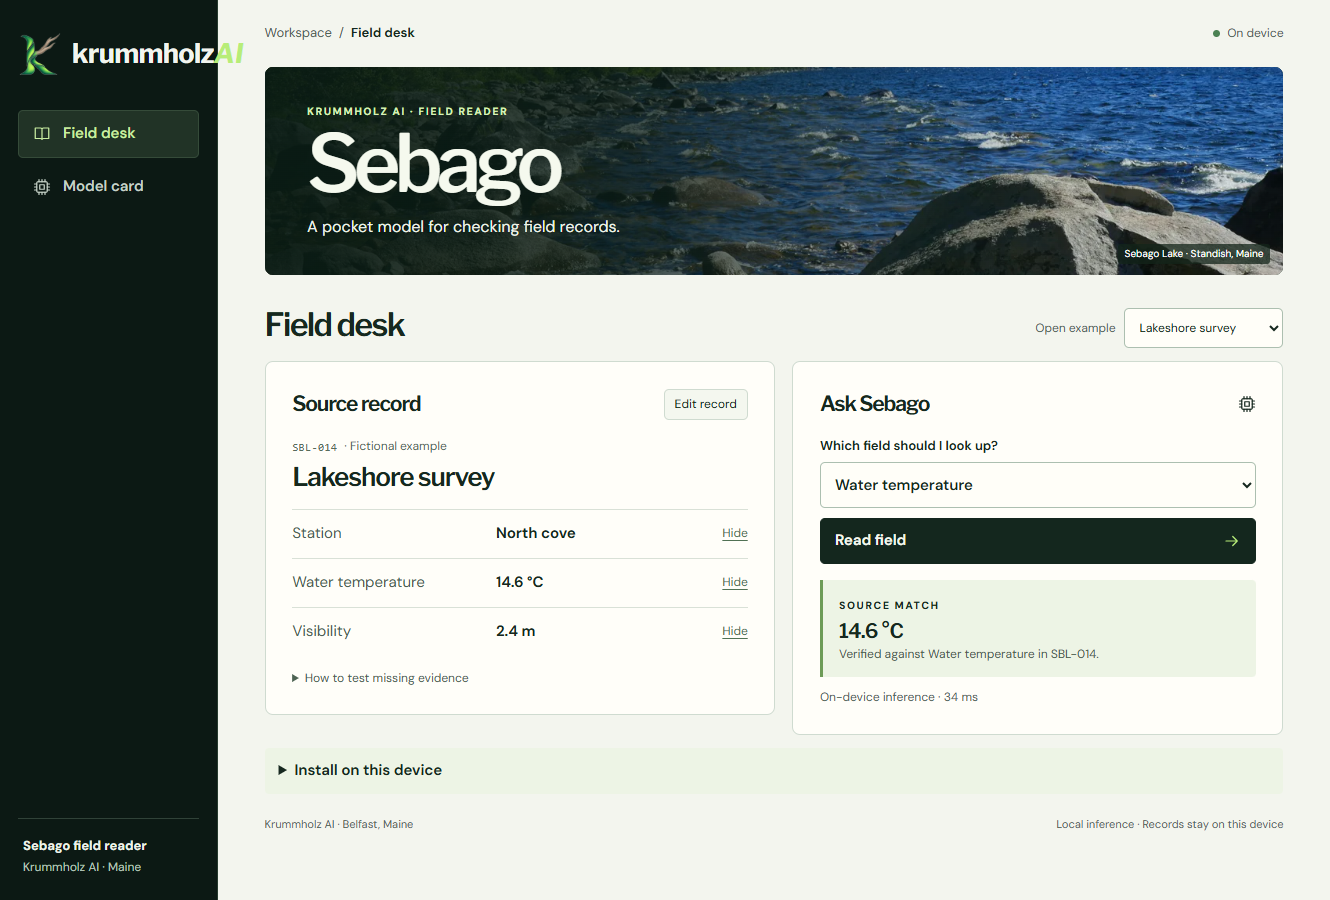 krummholzAI
Field desk
Model card
Sebago field reader
Krummholz AI · Maine
Workspace / Field desk
On device
KRUMMHOLZ AI · FIELD READER
Sebago
A pocket model for checking field records.
Sebago Lake · Standish, Maine
Field desk
Open example
Lakeshore survey
Source record
Edit record
SBL-014 · Fictional example
Lakeshore survey
Station North cove Hide
Water temperature 14.6 °C Hide
Visibility 2.4 m Hide
How to test missing evidence
Ask Sebago
Which field should I look up?
Water temperature
Read field
SOURCE MATCH
14.6 °C
Verified against Water temperature in SBL-014.
On-device inference · 34 ms
Install on this device
Krummholz AI · Belfast, Maine
Local inference · Records stay on this device